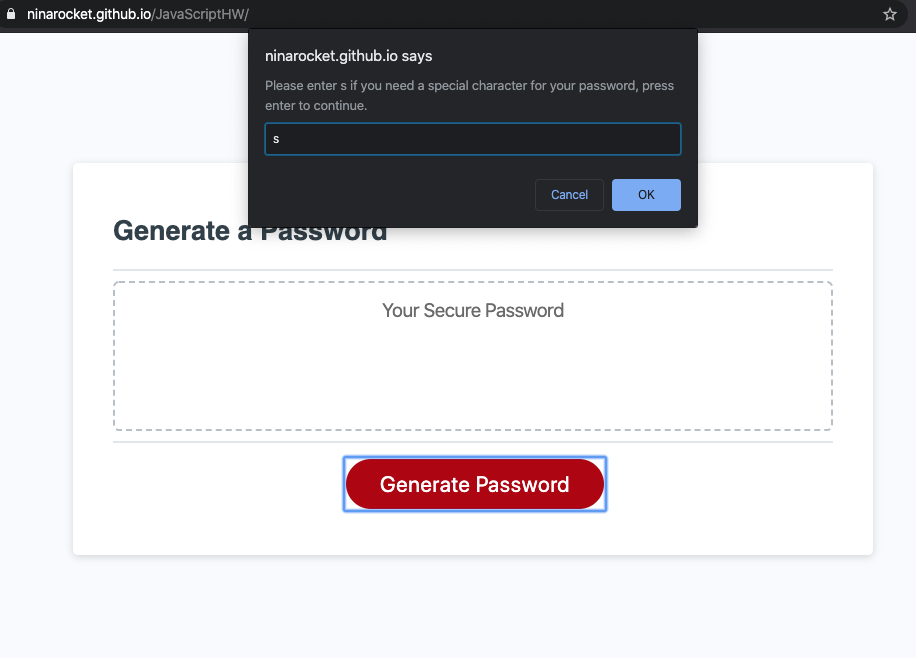 ninarocket.github.io/JavaScriptHW/
ninarocket.github.io says
Please enter s if you need a special character for your password, press
enter to continue.
s
Cancel
OK
Generate a Password
Your Secure Password
Generate Password